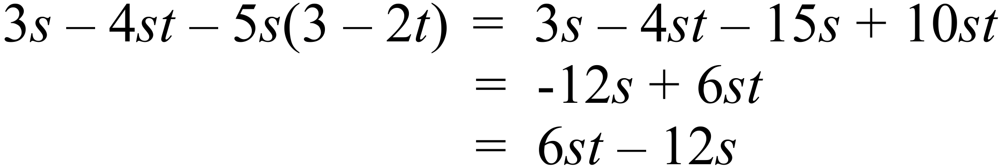 3s – 4st – 5s(3 – 2t) = 3s – 4st – 15s + 10st
= -12s + 6st
= 6st – 12s